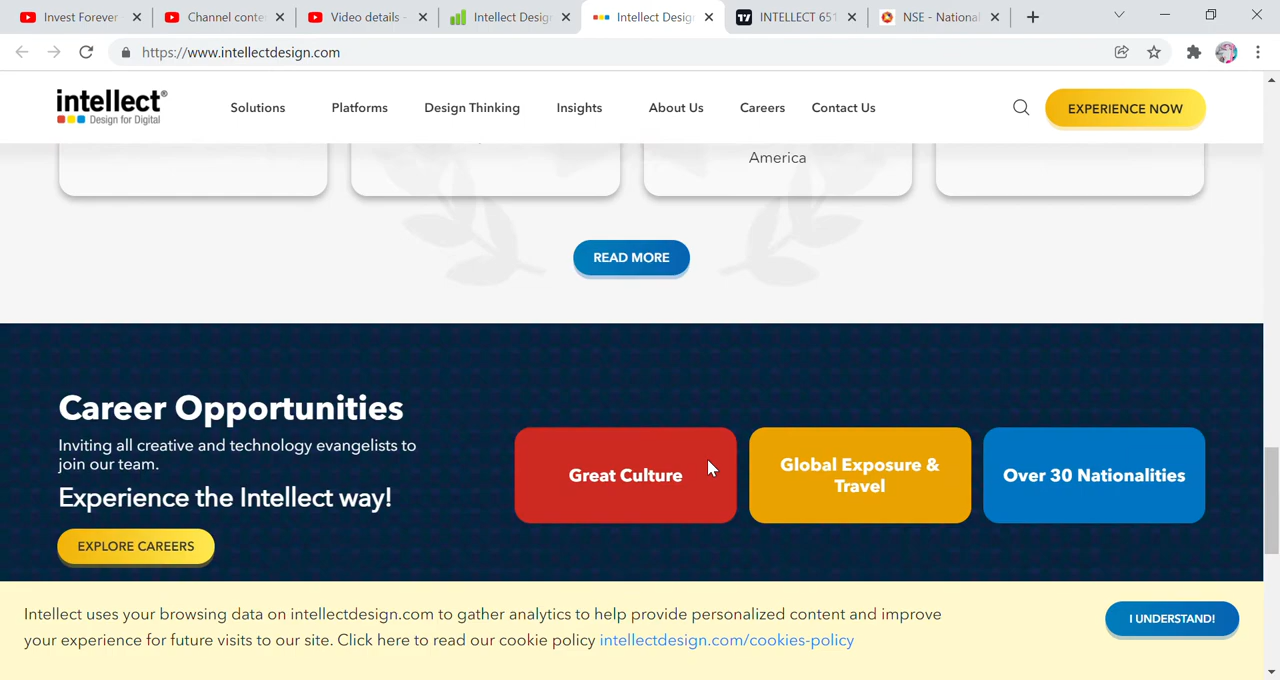 Invest Forever
Channel conte
Video details -
Intellect Desig
Intellect Desig
INTELLECT 651
NSE - National
https://www.intellectdesign.com
intellect®
Design for Digital
Solutions
Platforms
Design Thinking
Insights
About Us
Careers
Contact Us
EXPERIENCE NOW
America
READ MORE
Career Opportunities
Inviting all creative and technology evangelists to
join our team.
Experience the Intellect way!
EXPLORE CAREERS
Great Culture
Global Exposure &
Travel
Over 30 Nationalities
Intellect uses your browsing data on intellectdesign.com to gather analytics to help provide personalized content and improve
your experience for future visits to our site. Click here to read our cookie policy intellectdesign.com/cookies-policy
I UNDERSTAND!